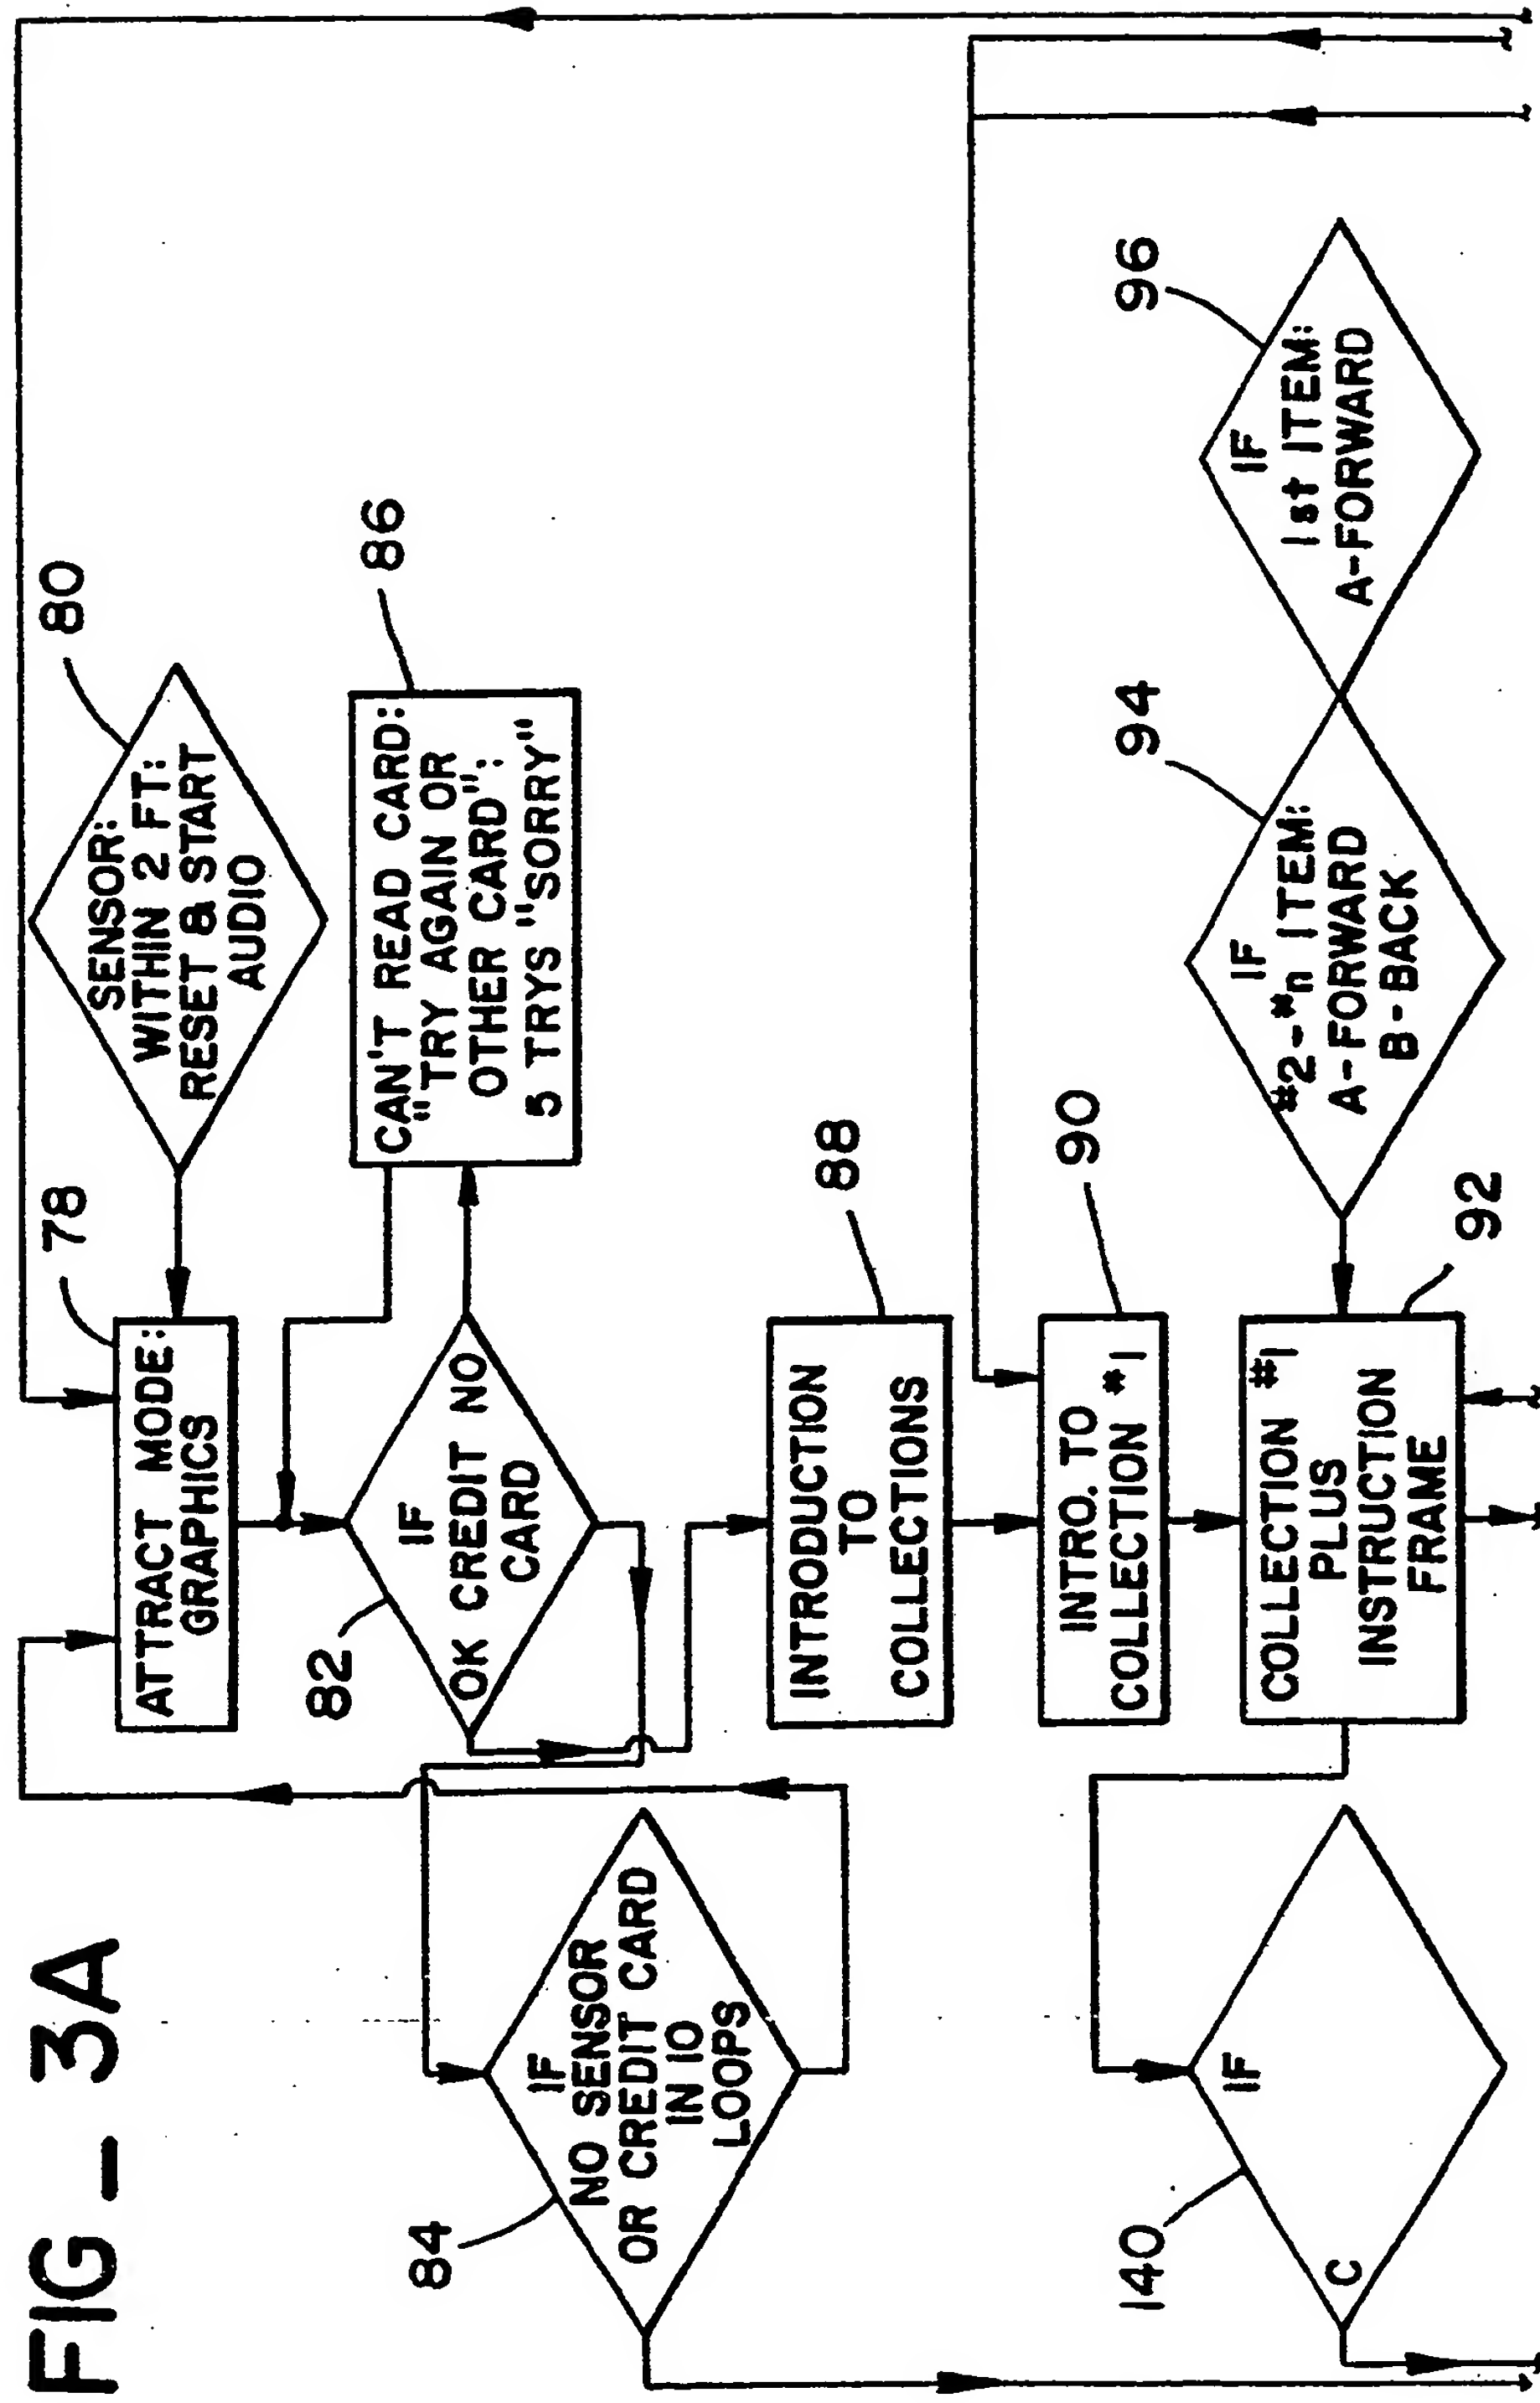 FIG - 3A
78
ATTRACT MODE:
GRAPHICS
80
SENSOR:
WITHIN 2 FT:
RESET & START
AUDIO
82
IF
OK CREDIT NO
CARD
86
CAN'T READ CARD:
"TRY AGAIN OR
OTHER CARD":
5 TRYS "SORRY"
84
IF
NO SENSOR
OR CREDIT CARD
IN 10
LOOPS
88
INTRODUCTION
TO
COLLECTIONS
90
INTRO. TO
COLLECTION #1
92
COLLECTION #1
PLUS
INSTRUCTION
FRAME
94
IF
#2-#n ITEM:
A-FORWARD
B-BACK
96
IF
1st ITEM:
A-FORWARD
140
IF
C